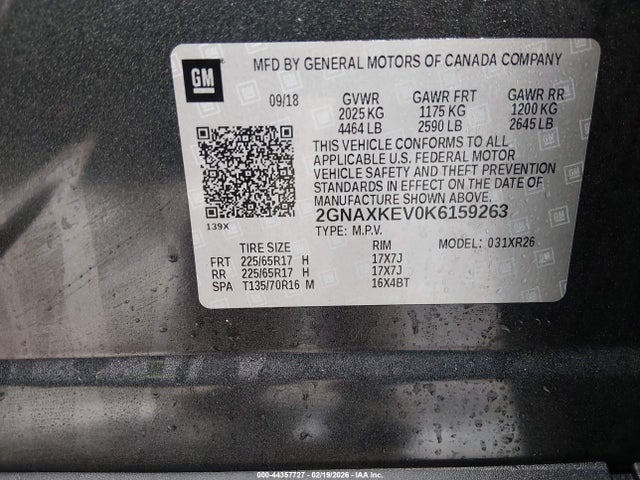 GM
MFD BY GENERAL MOTORS OF CANADA COMPANY
09/18 GVWR GAWR FRT GAWR RR
2025 KG 1175 KG 1200 KG
4464 LB 2590 LB 2645 LB
THIS VEHICLE CONFORMS TO ALL
APPLICABLE U.S. FEDERAL MOTOR
VEHICLE SAFETY AND THEFT PREVENTION
STANDARDS IN EFFECT ON THE DATE OF
MANUFACTURE SHOWN ABOVE.
2GNAXKEV0K6159263
139X TYPE: M.P.V.
TIRE SIZE RIM MODEL: 031XR26
FRT 225/65R17 H 17X7J
RR 225/65R17 H 17X7J
SPA T135/70R16 M 16X4BT
000-44357727 - 02/19/2026 - IAA Inc.